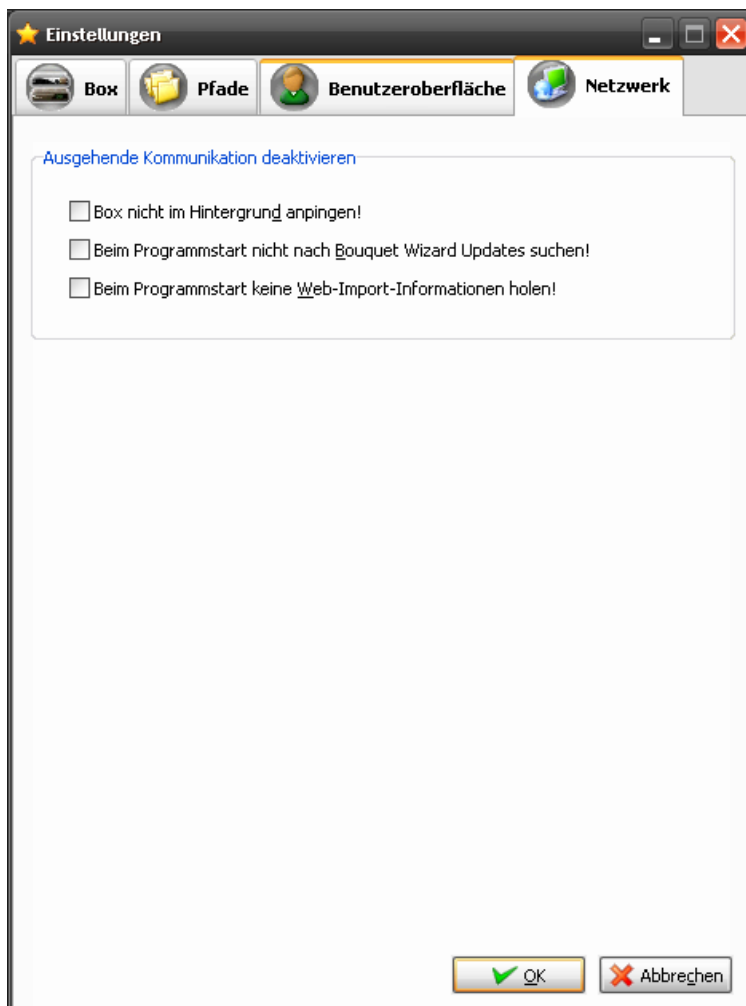 Einstellungen
Box
Pfade
Benutzeroberfläche
Netzwerk
Ausgehende Kommunikation deaktivieren
Box nicht im Hintergrund anpingen!
Beim Programmstart nicht nach Bouquet Wizard Updates suchen!
Beim Programmstart keine Web-Import-Informationen holen!
OK
Abbrechen